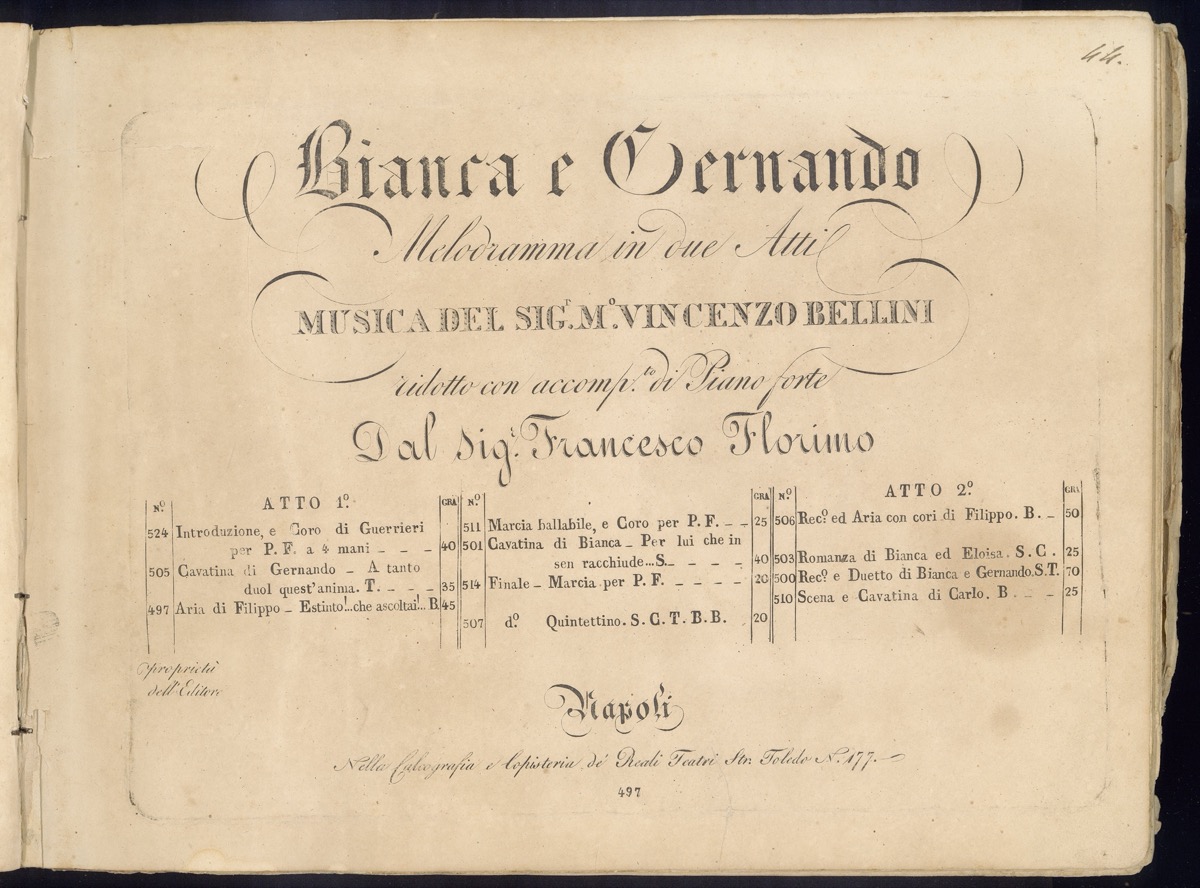 44.
Bianca e Gernando
Melodramma in due Atti
MUSICA DEL SIG.r M.o VINCENZO BELLINI
ridotto con accomp.to di Piano forte
Dal sig.r Francesco Florimo
N.o ATTO 1.o GRA
524 Introduzione, e Coro di Guerrieri
per P. F. a 4 mani _ _ _ 40
505 Cavatina di Gernando _ A tanto
duol quest'anima. T. _ _ _ 35
497 Aria di Filippo _ Estinto!...che ascoltai!... B. 45
N.o GRA
511 Marcia ballabile, e Coro per P. F. _ _ 25
501 Cavatina di Bianca _ Per lui che in
sen racchiude...S. _ _ _ _ 40
514 Finale _ Marcia per P. F. _ _ _ _ 20
507 d.o Quintettino. S. C. T. B. B. 20
N.o ATTO 2.o GRA
506 Rec.o ed Aria con cori di Filippo. B. _ 50
503 Romanza di Bianca ed Eloisa. S. C. 25
500 Rec.o e Duetto di Bianca e Gernando. S. T. 70
510 Scena e Cavatina di Carlo. B _ _ _ 25
Proprietà
dell'Editore
Napoli
Nella Calcografia e Copisteria de' Reali Teatri Str. Toledo N.o 177.
497